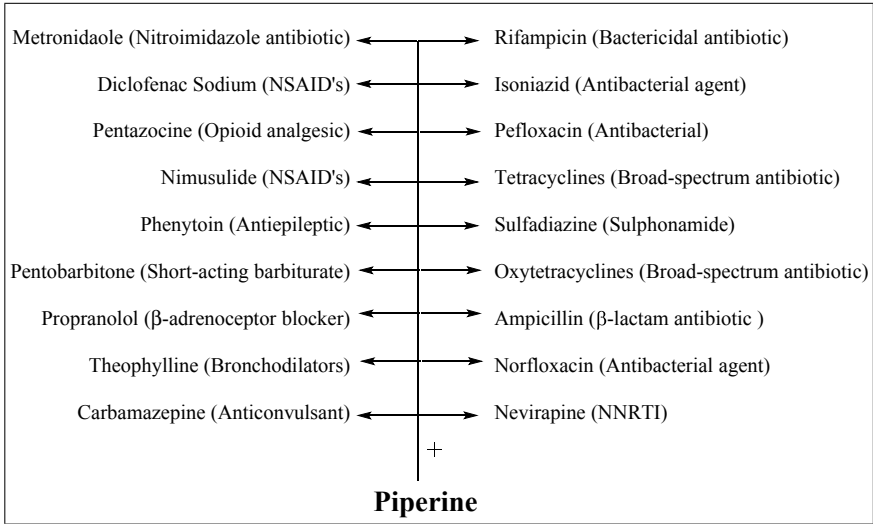 Metronidaole (Nitroimidazole antibiotic) Rifampicin (Bactericidal antibiotic)
Diclofenac Sodium (NSAID's) Isoniazid (Antibacterial agent)
Pentazocine (Opioid analgesic) Pefloxacin (Antibacterial)
Nimusulide (NSAID's) Tetracyclines (Broad-spectrum antibiotic)
Phenytoin (Antiepileptic) Sulfadiazine (Sulphonamide)
Pentobarbitone (Short-acting barbiturate) Oxytetracyclines (Broad-spectrum antibiotic)
Propranolol (β-adrenoceptor blocker) Ampicillin (β-lactam antibiotic )
Theophylline (Bronchodilators) Norfloxacin (Antibacterial agent)
Carbamazepine (Anticonvulsant) Nevirapine (NNRTI)
+
Piperine